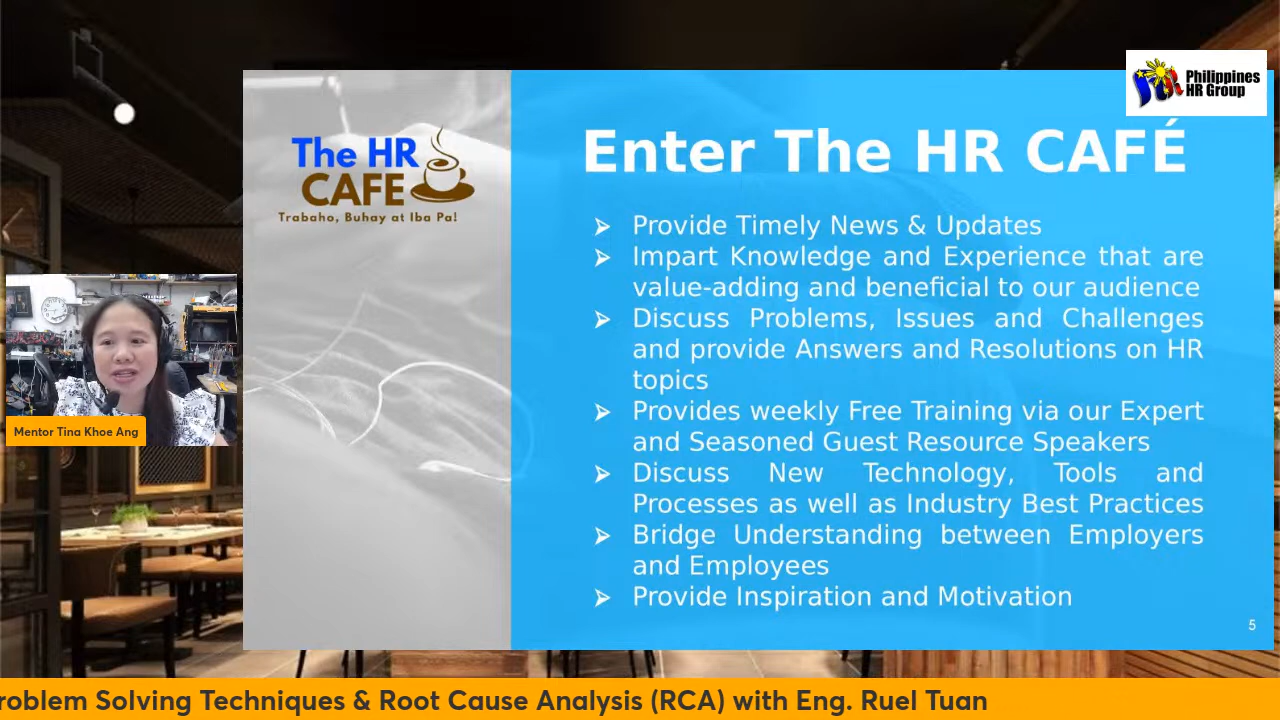 Philippines
HR Group
The HR
CAFE
Trabaho, Buhay at Iba Pa!
Enter The HR CAFÉ
Provide Timely News & Updates
Impart Knowledge and Experience that are
value-adding and beneficial to our audience
Discuss Problems, Issues and Challenges
and provide Answers and Resolutions on HR
topics
Provides weekly Free Training via our Expert
and Seasoned Guest Resource Speakers
Discuss New Technology, Tools and
Processes as well as Industry Best Practices
Bridge Understanding between Employers
and Employees
Provide Inspiration and Motivation
5
Mentor Tina Khoe Ang
roblem Solving Techniques & Root Cause Analysis (RCA) with Eng. Ruel Tuan